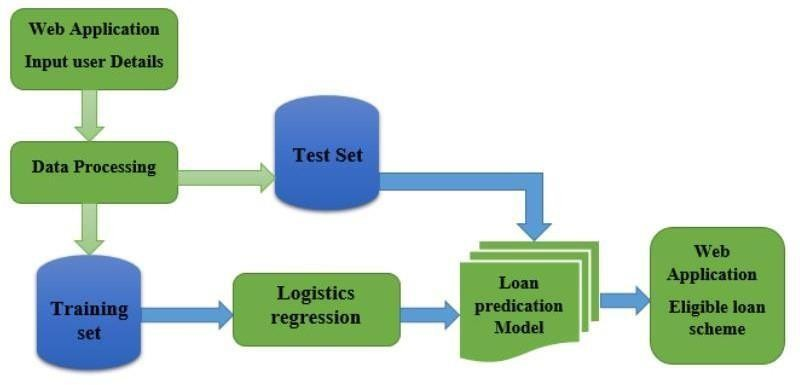 Web Application
Input user Details
Data Processing
Test Set
Training
set
Logistics
regression
Loan
predication
Model
Web
Application
Eligible loan
scheme